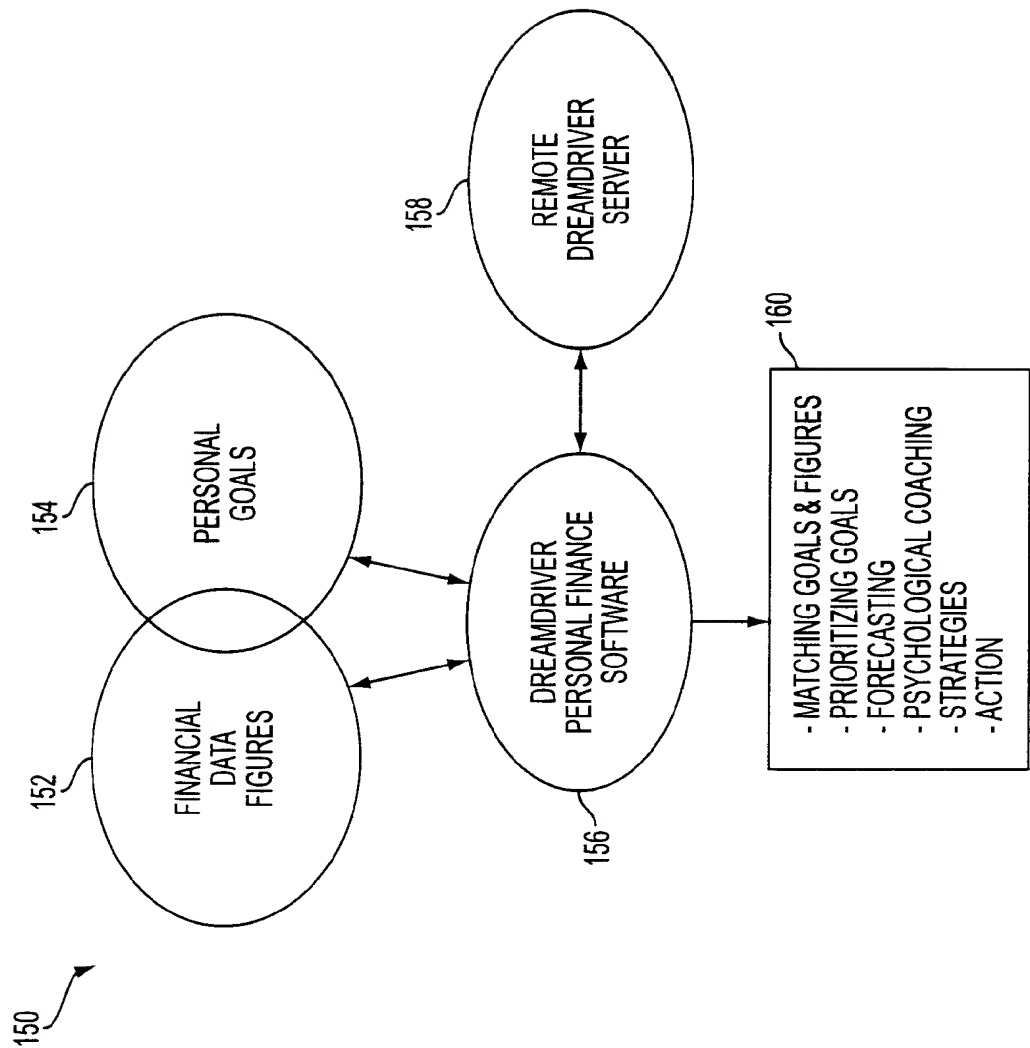 150
152
FINANCIAL
DATA
FIGURES
154
PERSONAL
GOALS
156
DREAMDRIVER
PERSONAL FINANCE
SOFTWARE
158
REMOTE
DREAMDRIVER
SERVER
160
- MATCHING GOALS & FIGURES
- PRIORITIZING GOALS
- FORECASTING
- PSYCHOLOGICAL COACHING
- STRATEGIES
- ACTION